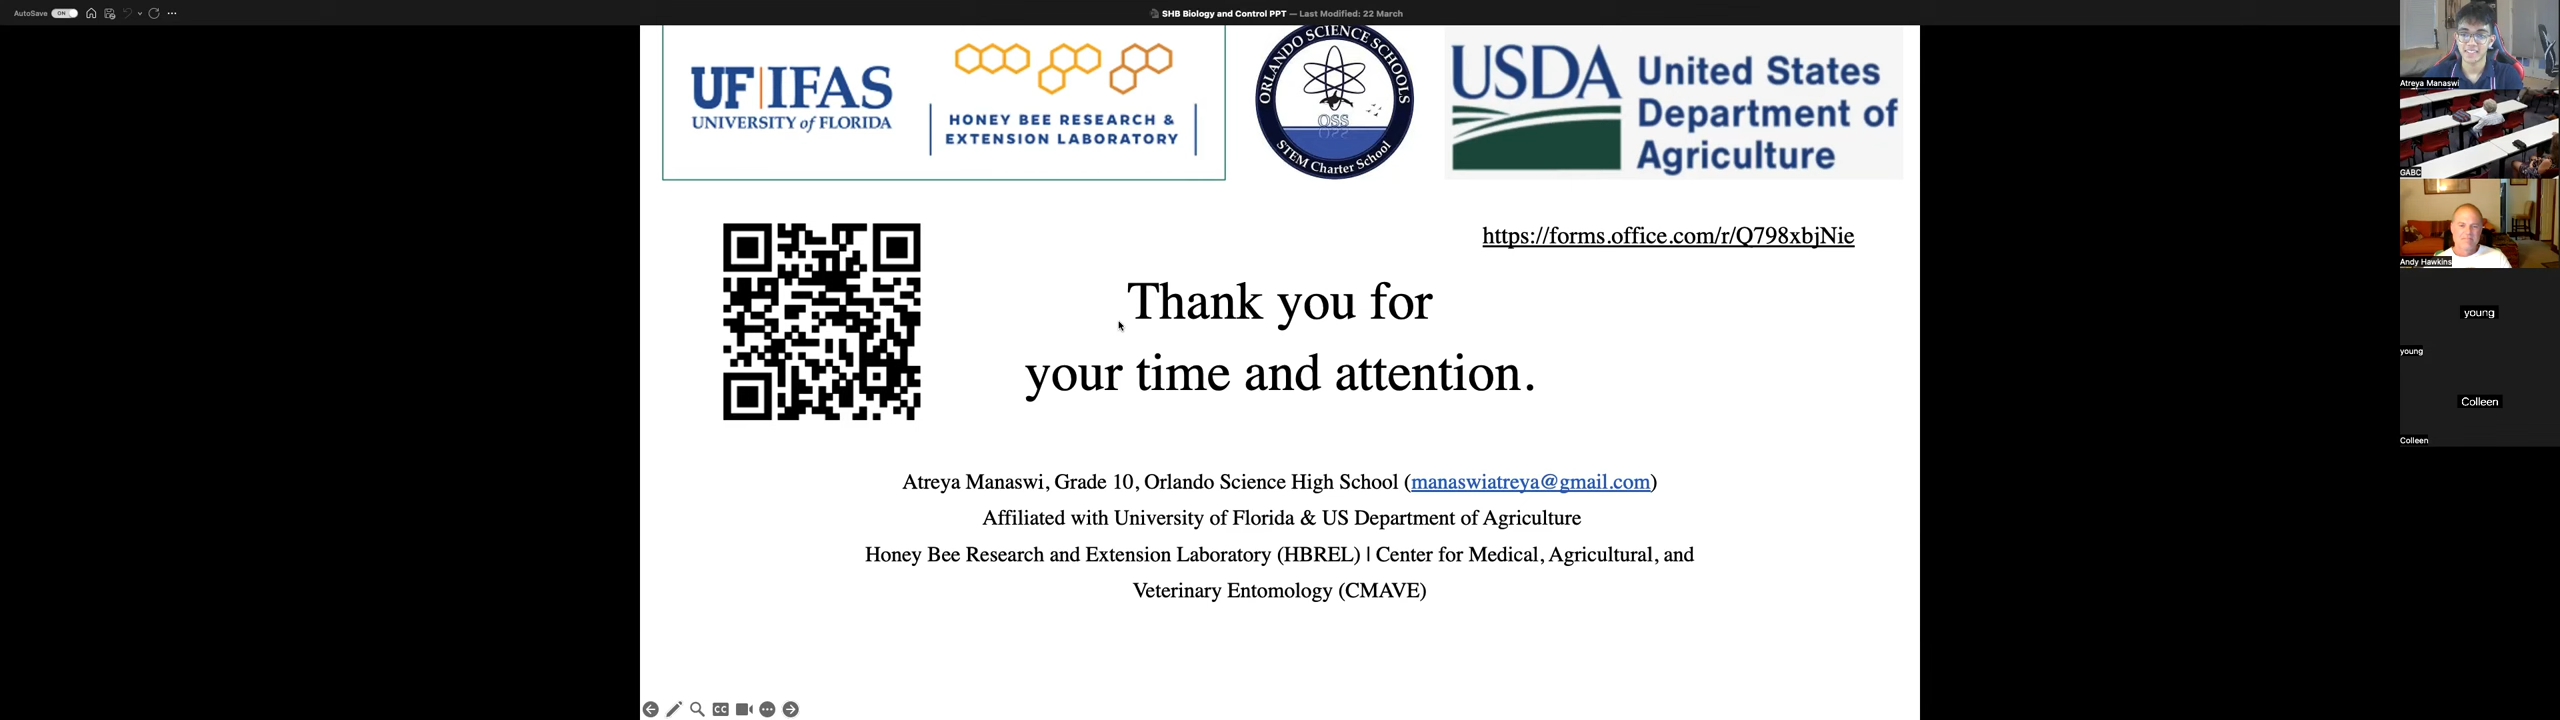 AutoSave ON
SHB Biology and Control PPT — Last Modified: 22 March
UF|IFAS
UNIVERSITY of FLORIDA
HONEY BEE RESEARCH &
EXTENSION LABORATORY
ORLANDO SCIENCE SCHOOLS
OSS
STEM Charter School
USDA
United States
Department of
Agriculture
https://forms.office.com/r/Q798xbjNie
Thank you for
your time and attention.
Atreya Manaswi, Grade 10, Orlando Science High School (manaswiatreya@gmail.com)
Affiliated with University of Florida & US Department of Agriculture
Honey Bee Research and Extension Laboratory (HBREL) | Center for Medical, Agricultural, and
Veterinary Entomology (CMAVE)
CC
Atreya Manaswi
GABC
Andy Hawkins
young
young
Colleen
Colleen